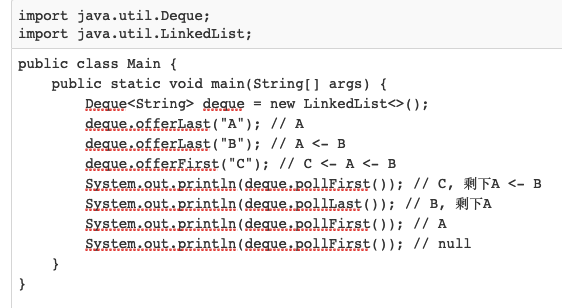 import java.util.Deque;
import java.util.LinkedList;
public class Main {
    public static void main(String[] args) {
        Deque<String> deque = new LinkedList<>();
        deque.offerLast("A"); // A
        deque.offerLast("B"); // A <- B
        deque.offerFirst("C"); // C <- A <- B
        System.out.println(deque.pollFirst()); // C, 剩下A <- B
        System.out.println(deque.pollLast()); // B, 剩下A
        System.out.println(deque.pollFirst()); // A
        System.out.println(deque.pollFirst()); // null
    }
}